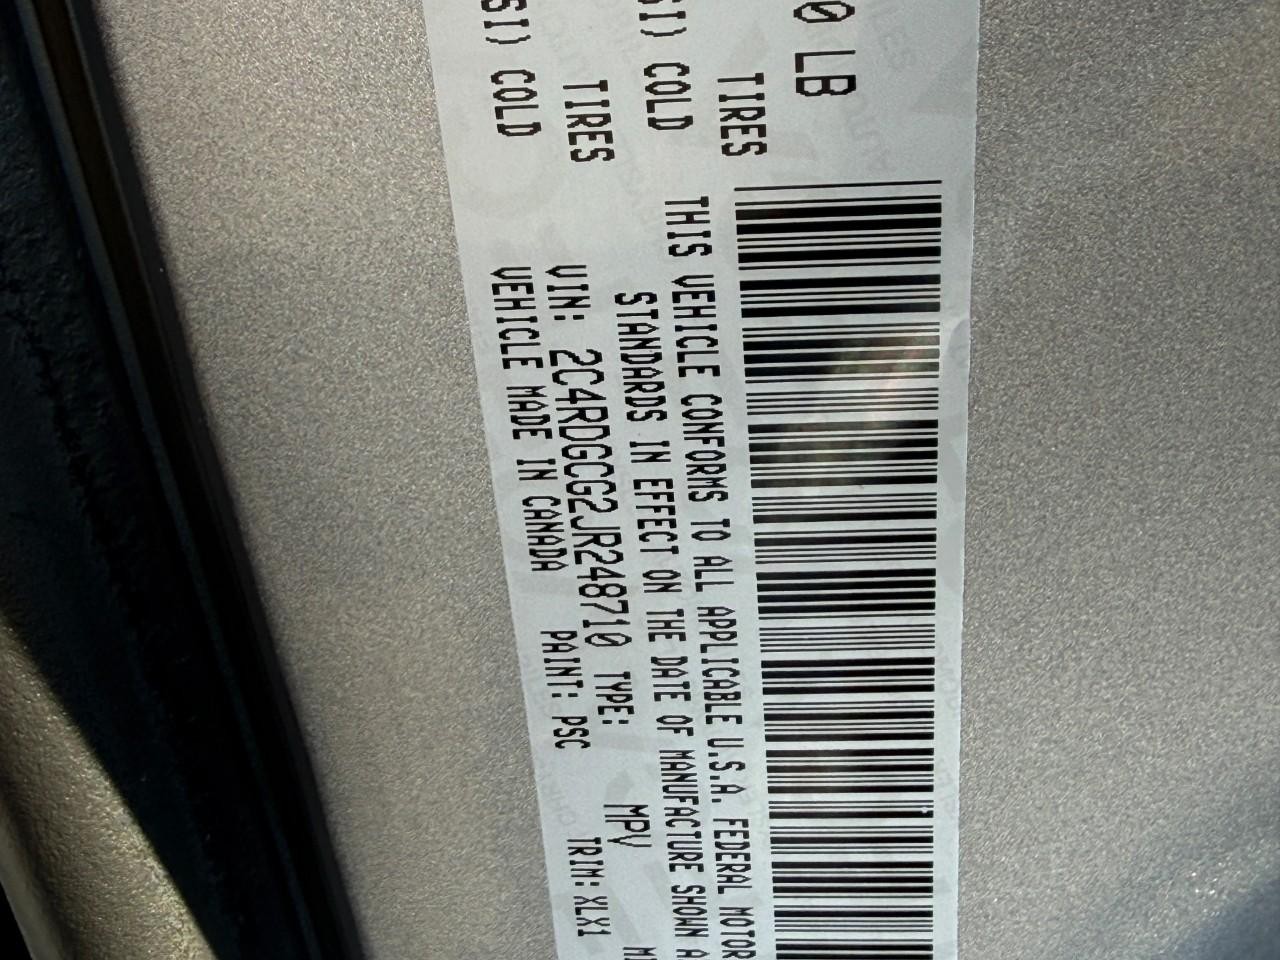 0 LB
TIRES
SI) COLD
TIRES
SI) COLD
THIS VEHICLE CONFORMS TO ALL APPLICABLE U.S.A. FEDERAL MOTOR
STANDARDS IN EFFECT ON THE DATE OF MANUFACTURE SHOWN A
VIN: 2C4RDGCG2JR248710 TYPE: MPV
VEHICLE MADE IN CANADA PAINT: PSC TRIM: XLX1